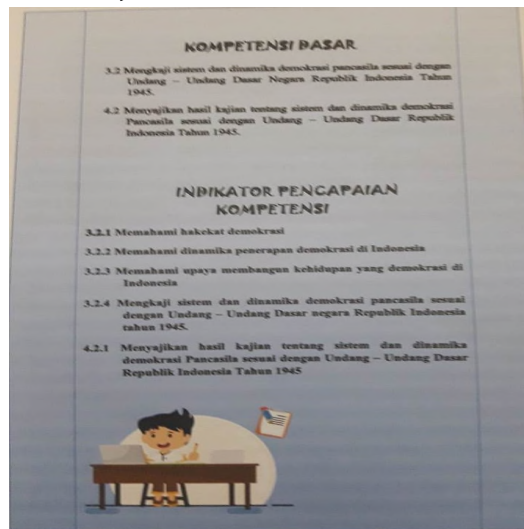 KOMPETENSI DASAR
3.2 Mengkaji sistem dan dinamika demokrasi pancasila sesuai dengan
Undang – Undang Dasar Negara Republik Indonesia Tahun
1945.
4.2 Menyajikan hasil kajian tentang sistem dan dinamika demokrasi
Pancasila sesuai dengan Undang – Undang Dasar Republik
Indonesia Tahun 1945.
INDIKATOR PENCAPAIAN
KOMPETENSI
3.2.1 Memahami hakekat demokrasi
3.2.2 Memahami dinamika penerapan demokrasi di Indonesia
3.2.3 Memahami upaya membangun kehidupan yang demokrasi di
Indonesia
3.2.4 Mengkaji sistem dan dinamika demokrasi pancasila sesuai
dengan Undang – Undang Dasar negara Republik Indonesia
tahun 1945.
4.2.1 Menyajikan hasil kajian tentang sistem dan dinamika
demokrasi Pancasila sesuai dengan Undang – Undang Dasar
Republik Indonesia Tahun 1945